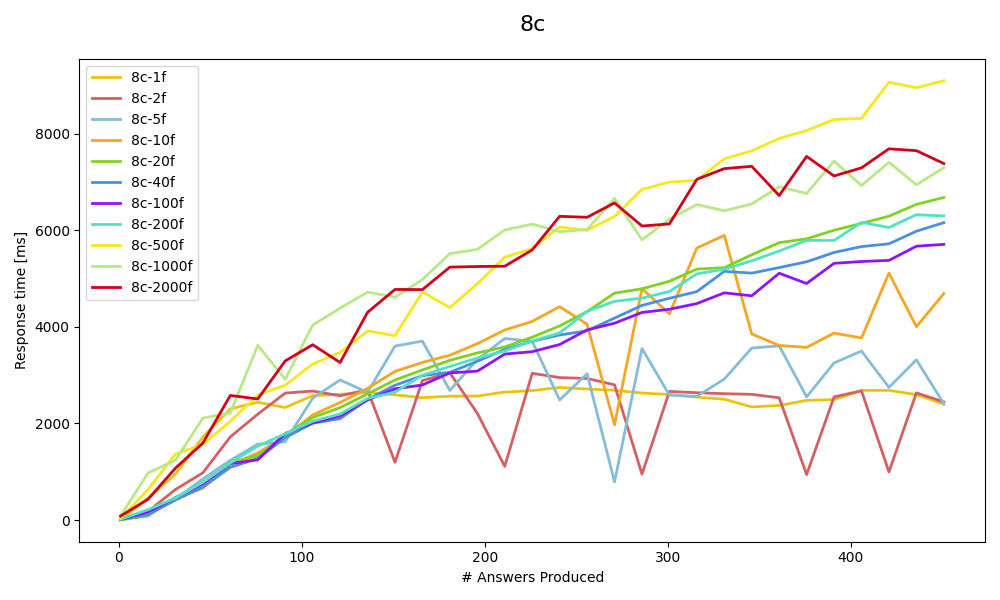 8c
8c-1f
8c-2f
8c-5f
8c-10f
8c-20f
8c-40f
8c-100f
8c-200f
8c-500f
8c-1000f
8c-2000f
Response time [ms]
8000
6000
4000
2000
0
0 100 200 300 400
# Answers Produced